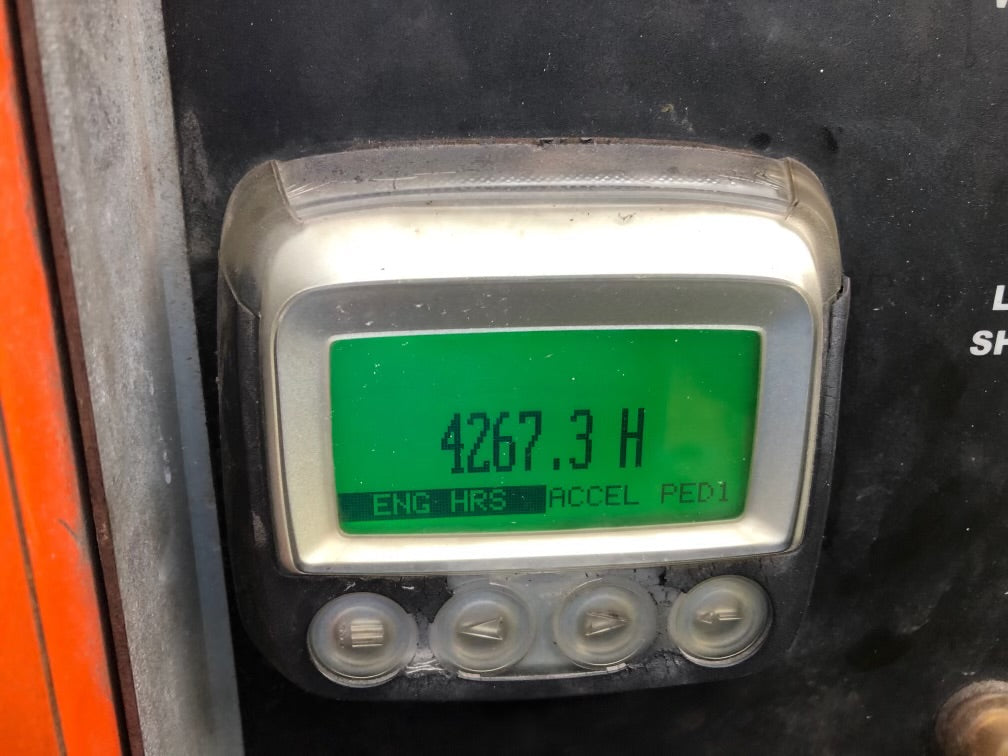 4267.3 H
ENG HRS ACCEL PED1